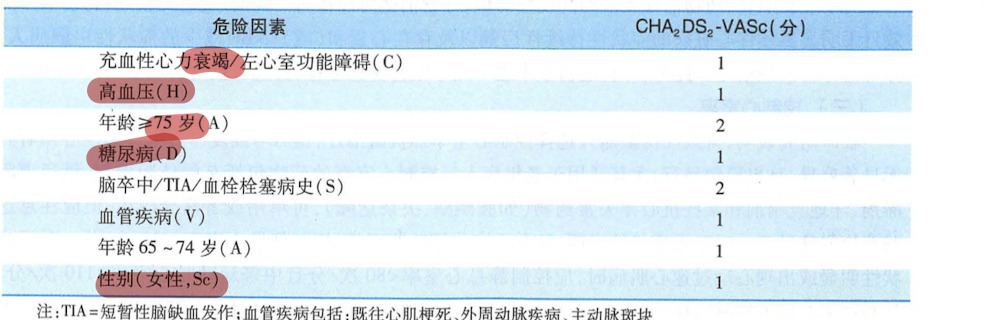 危险因素 CHA₂DS₂-VASc(分)
充血性心力衰竭/左心室功能障碍(C) 1
高血压(H) 1
年龄≥75 岁(A) 2
糖尿病(D) 1
脑卒中/TIA/血栓栓塞病史(S) 2
血管疾病(V) 1
年龄 65~74 岁(A) 1
性别(女性,Sc) 1
注:TIA=短暂性脑缺血发作;血管疾病包括:既往心肌梗死、外周动脉疾病、主动脉斑块